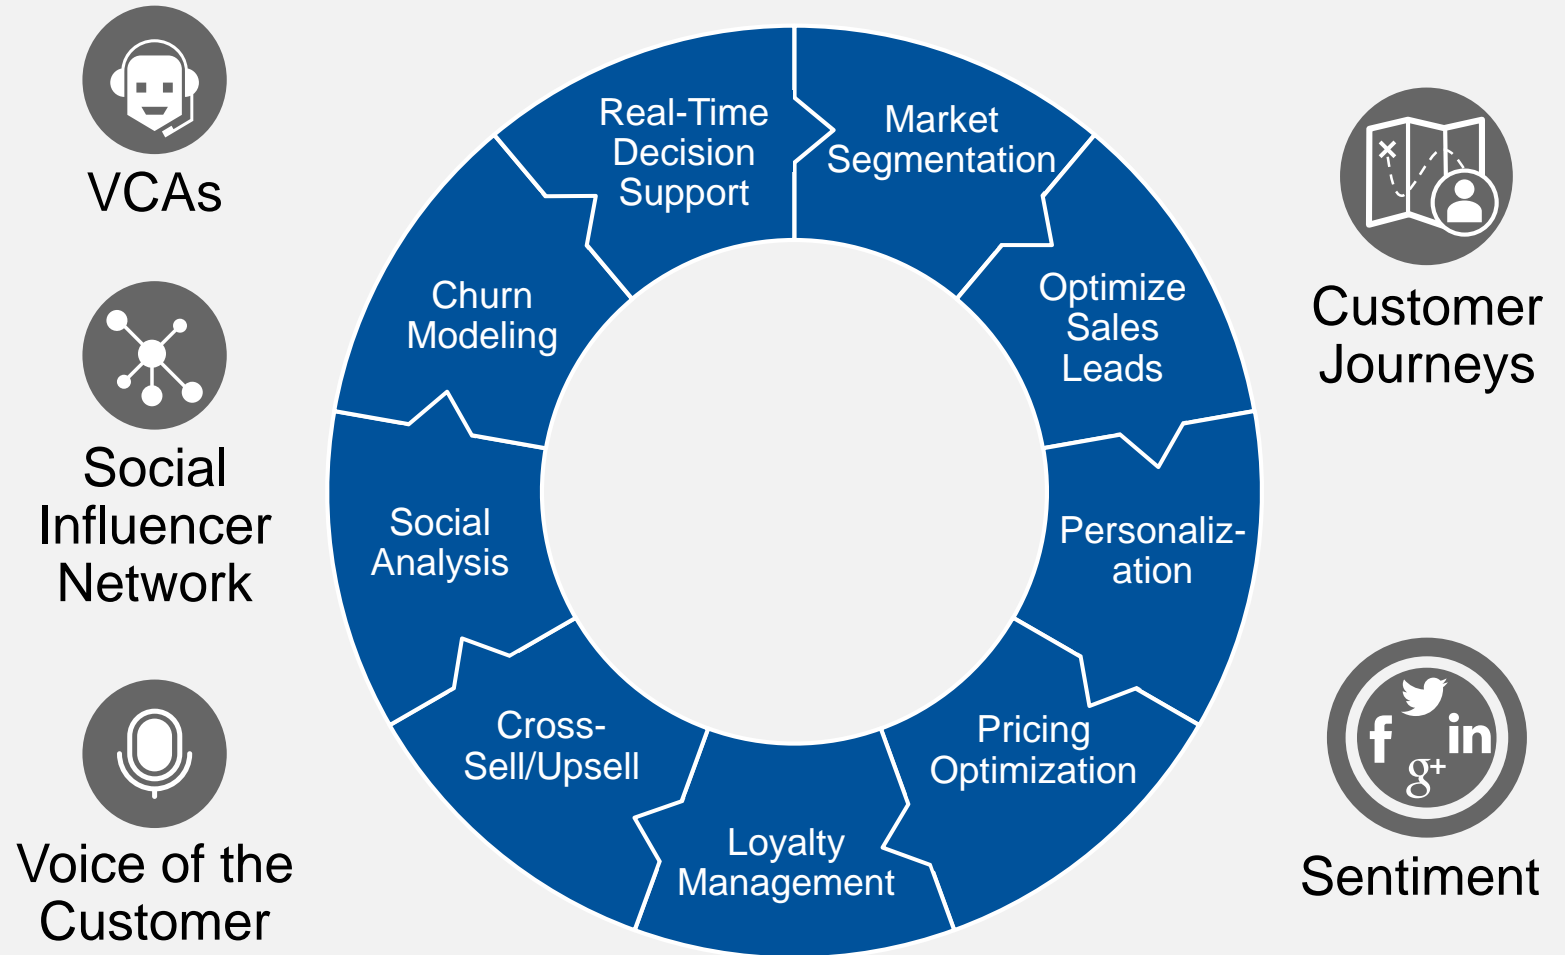 VCAs
Social
Influencer
Network
Voice of the
Customer
Real-Time
Decision
Support
Market
Segmentation
Optimize
Sales
Leads
Personaliz-
ation
Pricing
Optimization
Loyalty
Management
Cross-
Sell/Upsell
Social
Analysis
Churn
Modeling
Customer
Journeys
f
in
g+
Sentiment